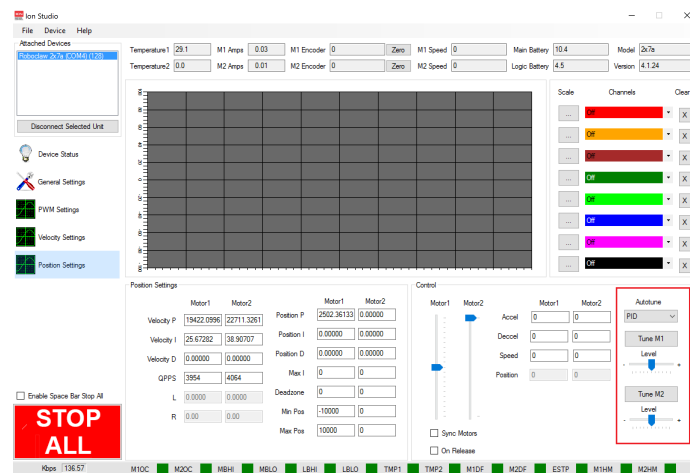 Ion Studio
File Device Help
Attached Devices
Roboclaw 2x7a (COM4) (128)
Disconnect Selected Unit
Device Status
General Settings
PWM Settings
Velocity Settings
Position Settings
Enable Space Bar Stop All
STOP
ALL
Temperature1 29.1 M1 Amps 0.03 M1 Encoder 0 Zero M1 Speed 0 Main Battery 10.4 Model 2x7a
Temperature2 0.0 M2 Amps 0.01 M2 Encoder 0 Zero M2 Speed 0 Logic Battery 4.5 Version 4.1.24
Scale Channels Clear
... Off X
... Off X
... Off X
... Off X
... Off X
... Off X
... Off X
... Off X
Position Settings
Motor1 Motor2 Motor1 Motor2
Velocity P 19422.0996 22711.3261 Position P 2502.36133 0.00000
Velocity I 25.67282 38.90707 Position I 0.00000 0.00000
Velocity D 0.00000 0.00000 Position D 0.00000 0.00000
QPPS 3954 4064 Max I 0 0
L 0.0000 0.0000 Deadzone 0 0
R 0.00 0.00 Min Pos -10000 0
Max Pos 10000 0
Control
Motor1 Motor2 Motor1 Motor2
Accel 0 0
Deccel 0 0
Speed 0 0
Position 0 0
Sync Motors
On Release
Autotune
PID
Tune M1
Level
- +
Tune M2
Level
- +
Kbps 136.57 M1OC M2OC MBHI MBLO LBHI LBLO TMP1 TMP2 M1DF M2DF ESTP M1HM M2HM